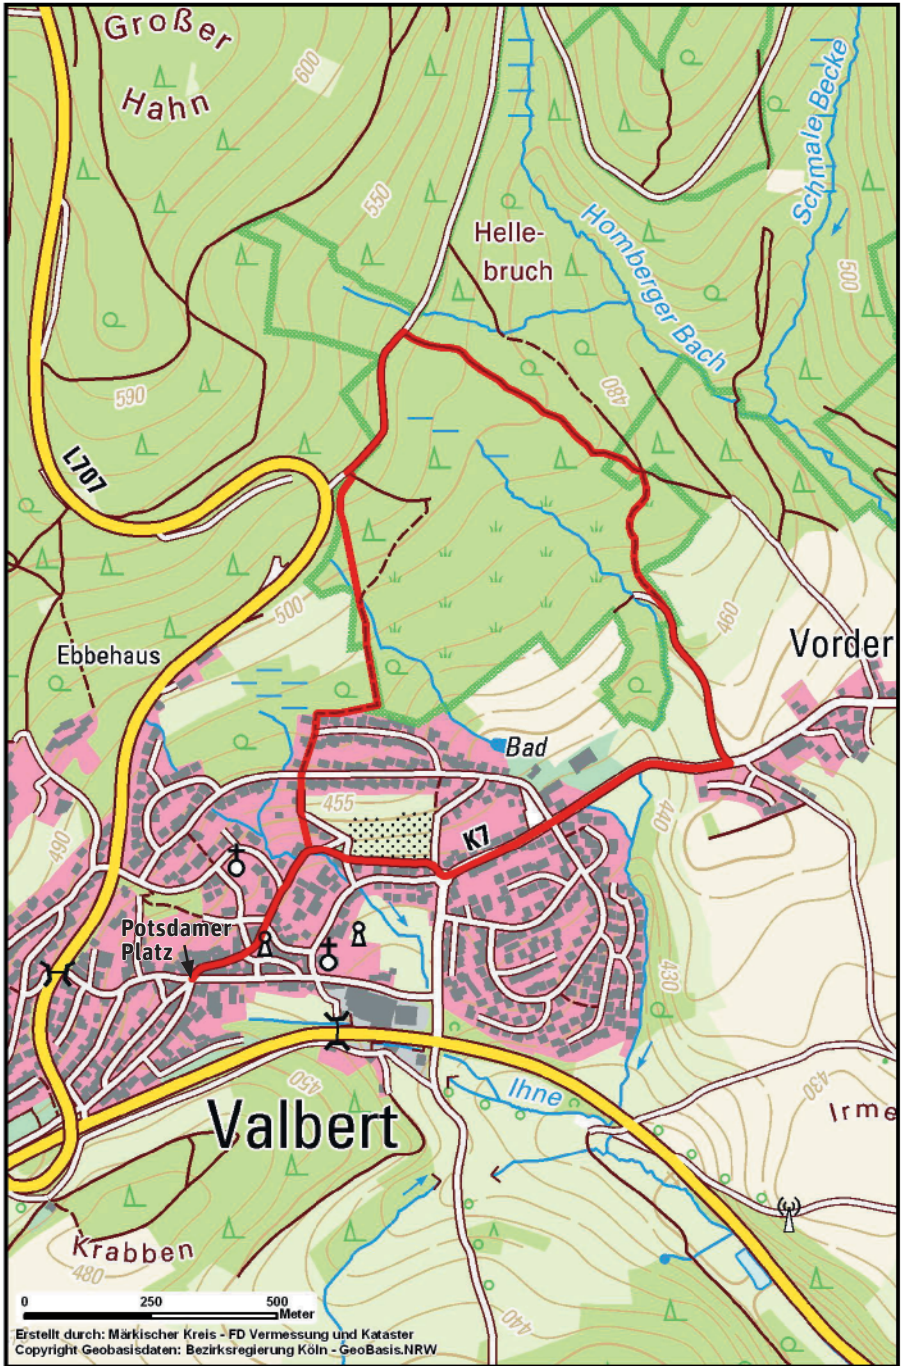 Großer
Hahn
600
Schmale Becke
550
Homberger Bach
Helle-
bruch
500
590
480
L707
500
460
Ebbehaus
Vorder
Bad
455
K7
440
490
Potsdamer
Platz
430
450
Ihne
430
Valbert
Irme
Krabben
480
440
0 250 500
Meter
Erstellt durch: Märkischer Kreis - FD Vermessung und Kataster
Copyright Geobasisdaten: Bezirksregierung Köln - GeoBasis.NRW